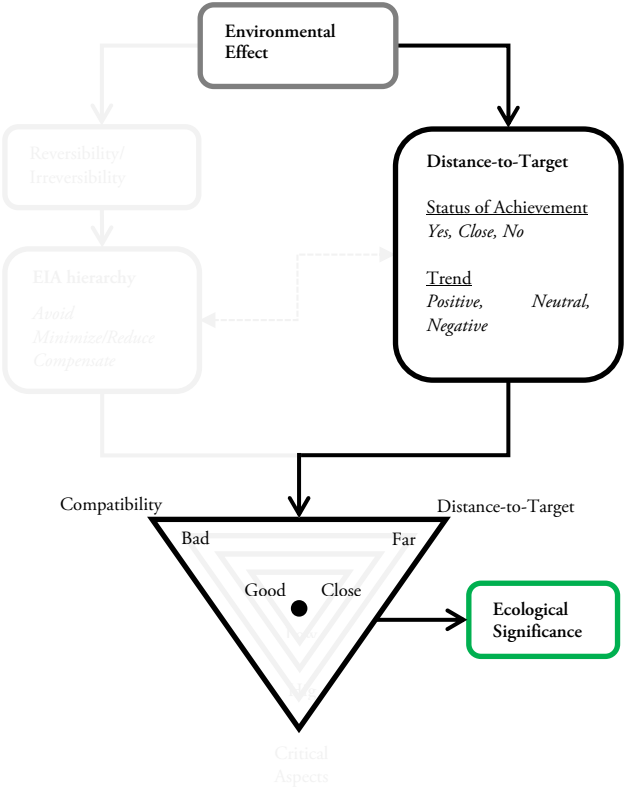 Environmental
Effect
Reversibility/
Irreversibility
Distance-to-Target
Status of Achievement
Yes, Close, No
EIA hierarchy
Trend
Avoid
Positive, Neutral,
Minimize/Reduce
Negative
Compensate
Compatibility
Distance-to-Target
Bad
Far
Good
Close
Ecological
Significance
Critical
Aspects